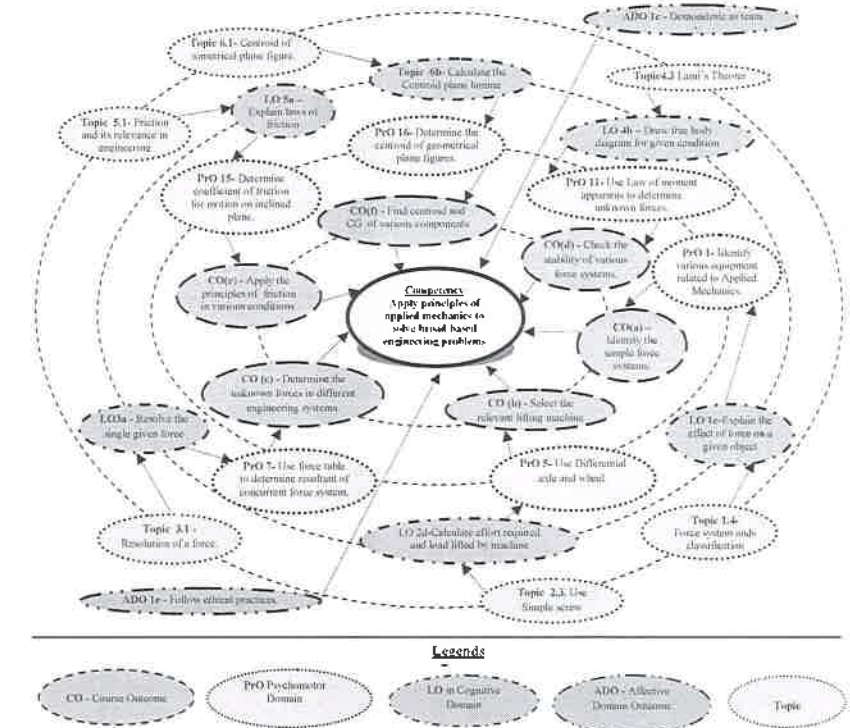 ADO 1c - Demonstrate as team
Topic 6.1- Centroid of
simetrical plane figure.
Topic 6b- Calculate the
Centroid plane lamina
Topic4.3 Lami's Theorem
LO 5a –
Explain laws of
friction
Topic 5.1- Friction
and its relevance in
engineering
PrO 16- Determine the
centroid of geometrical
plane figures.
LO 4b – Draw free body
diagram for given condition
PrO 15- Determine
coefficient of friction
for motion on inclined
plane.
PrO 11- Use Law of moment
apparatus to determine
unknown forces.
CO(f) - Find centroid and
CG of various components
CO(d) - Check the
stability of various
force systems.
PrO 1- Identify
various equipment
related to Applied
Mechanics.
CO(e) - Apply the
principles of friction
in various conditions
Competency
Apply principles of
applied mechanics to
solve broad based
engineering problems
CO(a) –
Identify the
simple force
systems.
CO (c) - Determine the
unknown forces in different
engineering systems
CO (b) - Select the
relevant lifting machine
LO3a - Resolve the
single given force
LO 1c-Explain the
effect of force on a
given object
PrO 7- Use force table
to determine resultant of
concurrent force system.
PrO 5- Use Differential
axle and wheel
Topic 3.1 -
Resolution of a force.
LO 2d-Calculate effort required
and load lifted by machine
Topic 1.4-
Force system and
classification
ADO 1e - Follow ethical practices.
Topic 2.3. Use
Simple screw
Legends
CO - Course Outcome
PrO Psychomotor
Domain
LO in Cognitive
Domain
ADO - Affective
Domain Outcome
Topic